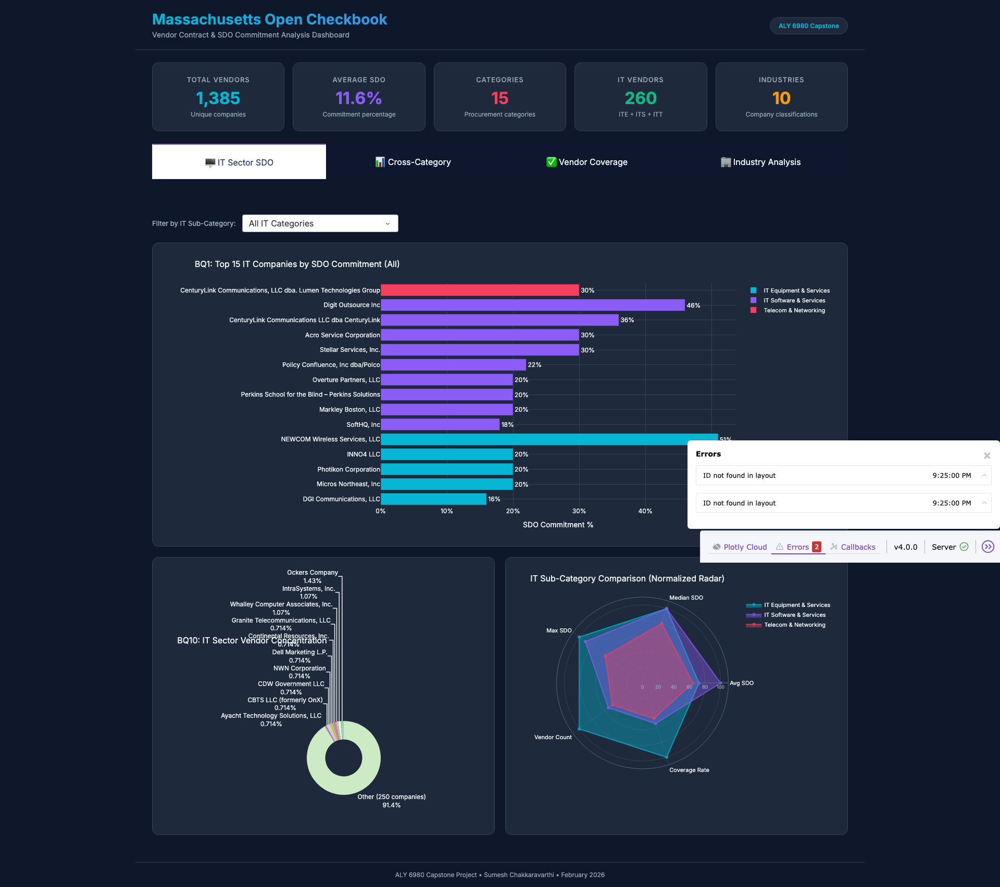 Massachusetts Open Checkbook
Vendor Contract & SDO Commitment Analysis Dashboard
ALY 6980 Capstone
TOTAL VENDORS
1,385
Unique companies
AVERAGE SDO
11.6%
Commitment percentage
CATEGORIES
15
Procurement categories
IT VENDORS
260
ITE + ITS + ITT
INDUSTRIES
10
Company classifications
IT Sector SDO
Cross-Category
Vendor Coverage
Industry Analysis
Filter by IT Sub-Category:
All IT Categories
BQ1: Top 15 IT Companies by SDO Commitment (All)
CenturyLink Communications, LLC dba. Lumen Technologies Group 30%
Digit Outsource Inc 46%
CenturyLink Communications LLC dba CenturyLink 36%
Acro Service Corporation 30%
Stellar Services, Inc. 30%
Policy Confluence, Inc dba/Polco 22%
Overture Partners, LLC 20%
Perkins School for the Blind – Perkins Solutions 20%
Markley Boston, LLC 20%
SoftHQ, Inc 18%
NEWCOM Wireless Services, LLC 51%
INNO4 LLC 20%
Photikon Corporation 20%
Micros Northeast, Inc 20%
DGI Communications, LLC 16%
0% 10% 20% 30% 40%
SDO Commitment %
IT Equipment & Services
IT Software & Services
Telecom & Networking
Errors
ID not found in layout 9:25:00 PM
ID not found in layout 9:25:00 PM
Plotly Cloud Errors 2 Callbacks v4.0.0 Server
Ockers Company
1.43%
IntraSystems, Inc.
1.07%
Whalley Computer Associates, Inc.
1.07%
Granite Telecommunications, LLC
0.714%
Continental Resources, Inc.
BQ10: IT Sector Vendor Concentration
0.714%
Dell Marketing L.P.
0.714%
NWN Corporation
0.714%
CDW Government LLC
0.714%
CBTS LLC (formerly OnX)
0.714%
Ayacht Technology Solutions, LLC
0.714%
Other (250 companies)
91.4%
IT Sub-Category Comparison (Normalized Radar)
Median SDO
Max SDO
Avg SDO
0 20 40 60 80 100
Vendor Count
Coverage Rate
IT Equipment & Services
IT Software & Services
Telecom & Networking
ALY 6980 Capstone Project • Sumesh Chakkaravarthi • February 2026